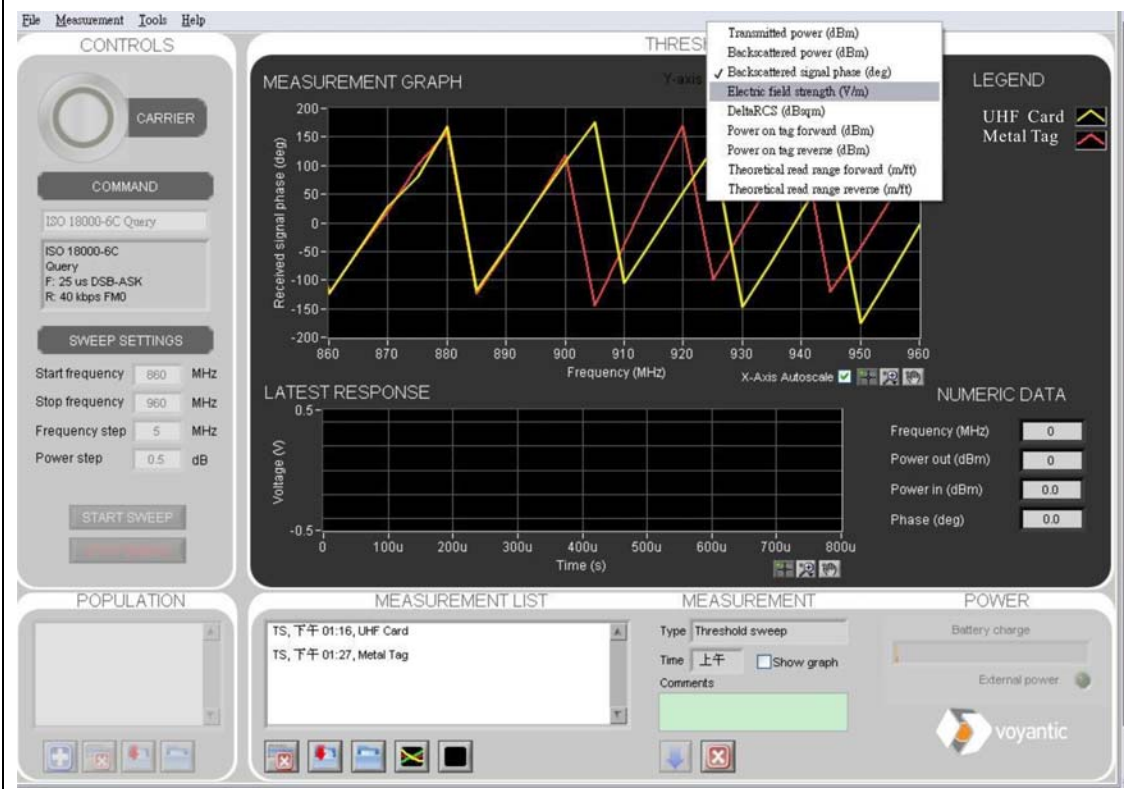 File Measurement Tools Help
CONTROLS
CARRIER
COMMAND
ISO 18000-6C Query
ISO 18000-6C
Query
F: 25 us DSB-ASK
R: 40 kbps FM0
SWEEP SETTINGS
Start frequency 860 MHz
Stop frequency 960 MHz
Frequency step 5 MHz
Power step 0.5 dB
START SWEEP
THRES
MEASUREMENT GRAPH
Y-axis
Transmitted power (dBm)
Backscattered power (dBm)
✓ Backscattered signal phase (deg)
Electric field strength (V/m)
DeltaRCS (dBsqm)
Power on tag forward (dBm)
Power on tag reverse (dBm)
Theoretical read range forward (m/ft)
Theoretical read range reverse (m/ft)
LEGEND
UHF Card
Metal Tag
Received signal phase (deg)
200
150
100
50
0
-50
-100
-150
-200
860 870 880 890 900 910 920 930 940 950 960
Frequency (MHz)
X-Axis Autoscale
LATEST RESPONSE
Voltage (V)
0.5
-0.5
0 100u 200u 300u 400u 500u 600u 700u 800u
Time (s)
NUMERIC DATA
Frequency (MHz) 0
Power out (dBm) 0
Power in (dBm) 0.0
Phase (deg) 0.0
POPULATION
MEASUREMENT LIST
TS, 下午 01:16, UHF Card
TS, 下午 01:27, Metal Tag
MEASUREMENT
Type Threshold sweep
Time 上午 Show graph
Comments
POWER
Battery charge
External power
voyantic